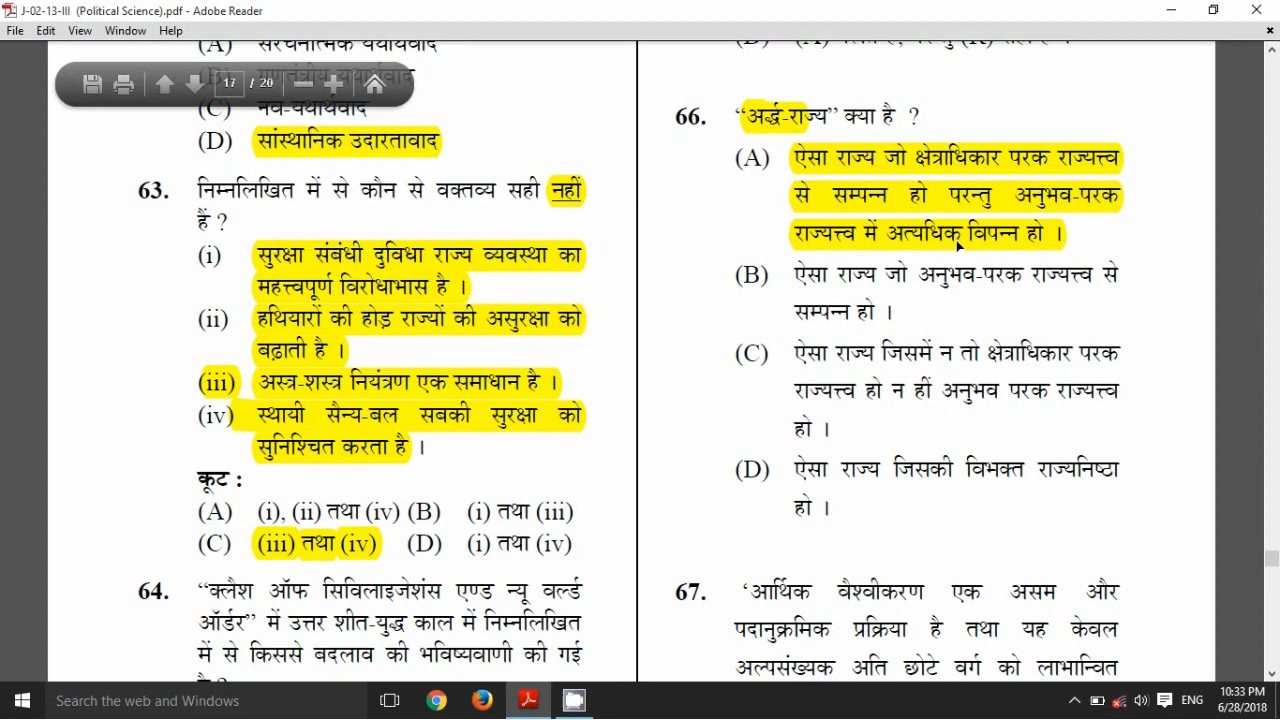 J-02-13-III (Political Science).pdf - Adobe Reader
File Edit View Window Help
17 / 20
(A) संरचनात्मक यथार्थवाद
(B) गणतंत्रीय यथार्थवाद
(C) नव-यथार्थवाद
(D) सांस्थानिक उदारतावाद
63. निम्नलिखित में से कौन से वक्तव्य सही नहीं
हैं ?
(i) सुरक्षा संबंधी दुविधा राज्य व्यवस्था का
महत्त्वपूर्ण विरोधाभास है ।
(ii) हथियारों की होड़ राज्यों की असुरक्षा को
बढ़ाती है ।
(iii) अस्त्र-शस्त्र नियंत्रण एक समाधान है ।
(iv) स्थायी सैन्य-बल सबकी सुरक्षा को
सुनिश्चित करता है ।
कूट :
(A) (i), (ii) तथा (iv) (B) (i) तथा (iii)
(C) (iii) तथा (iv) (D) (i) तथा (iv)
64. “क्लैश ऑफ सिविलाइजेशंस एण्ड न्यू वर्ल्ड
ऑर्डर” में उत्तर शीत-युद्ध काल में निम्नलिखित
में से किससे बदलाव की भविष्यवाणी की गई
है ?
66. “अर्द्ध-राज्य” क्या है ?
(A) ऐसा राज्य जो क्षेत्राधिकार परक राज्यत्त्व
से सम्पन्न हो परन्तु अनुभव-परक
राज्यत्त्व में अत्यधिक विपन्न हो ।
(B) ऐसा राज्य जो अनुभव-परक राज्यत्त्व से
सम्पन्न हो ।
(C) ऐसा राज्य जिसमें न तो क्षेत्राधिकार परक
राज्यत्त्व हो न हीं अनुभव परक राज्यत्त्व
हो ।
(D) ऐसा राज्य जिसकी विभक्त राज्यनिष्ठा
हो ।
67. ‘आर्थिक वैश्वीकरण एक असम और
पदानुक्रमिक प्रक्रिया है तथा यह केवल
अल्पसंख्यक अति छोटे वर्ग को लाभान्वित
Search the web and Windows
ENG
10:33 PM
6/28/2018